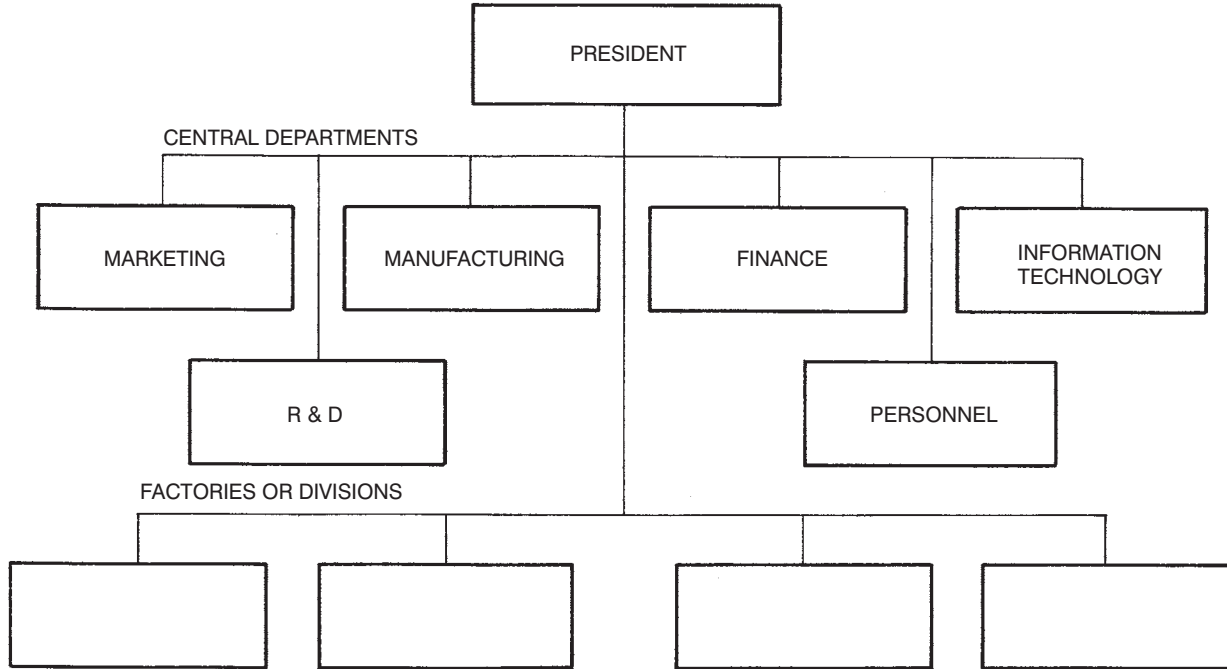 PRESIDENT
CENTRAL DEPARTMENTS
MARKETING
MANUFACTURING
FINANCE
INFORMATION
TECHNOLOGY
R & D
PERSONNEL
FACTORIES OR DIVISIONS